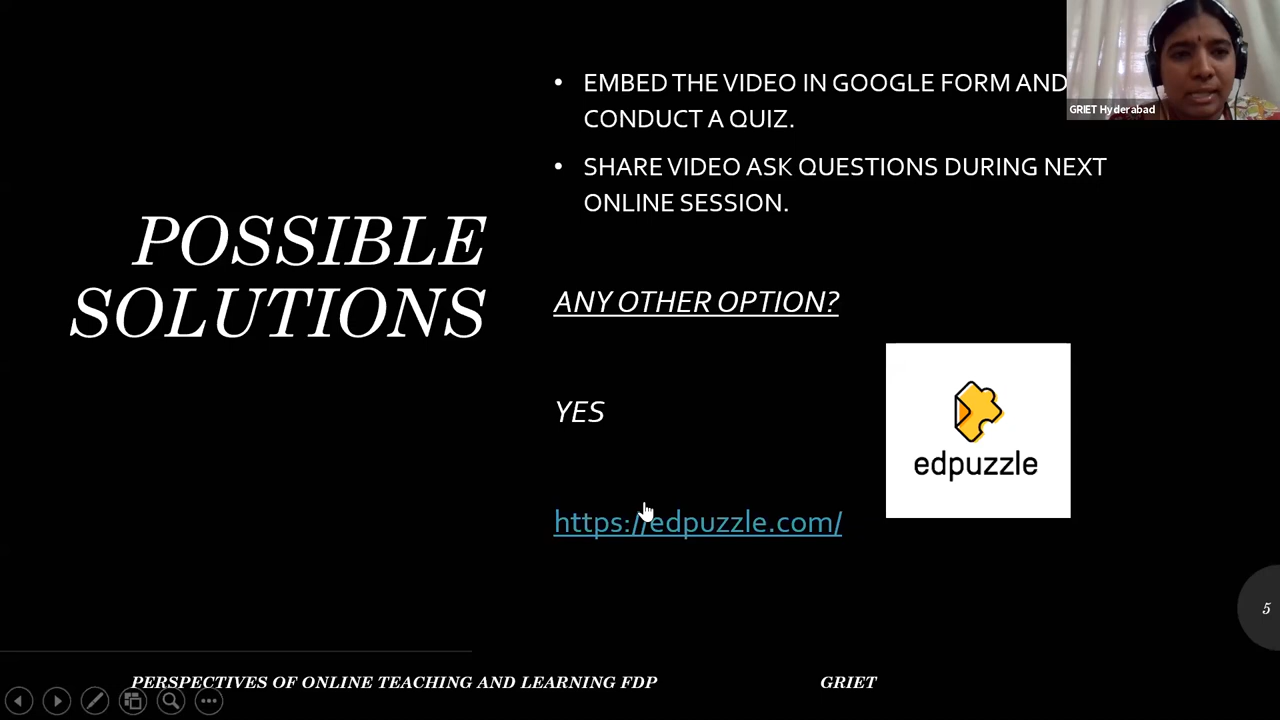 GRIET Hyderabad
POSSIBLE
SOLUTIONS
• EMBED THE VIDEO IN GOOGLE FORM AND
CONDUCT A QUIZ.
• SHARE VIDEO ASK QUESTIONS DURING NEXT
ONLINE SESSION.
ANY OTHER OPTION?
YES
edpuzzle
https://edpuzzle.com/
5
PERSPECTIVES OF ONLINE TEACHING AND LEARNING FDP
GRIET